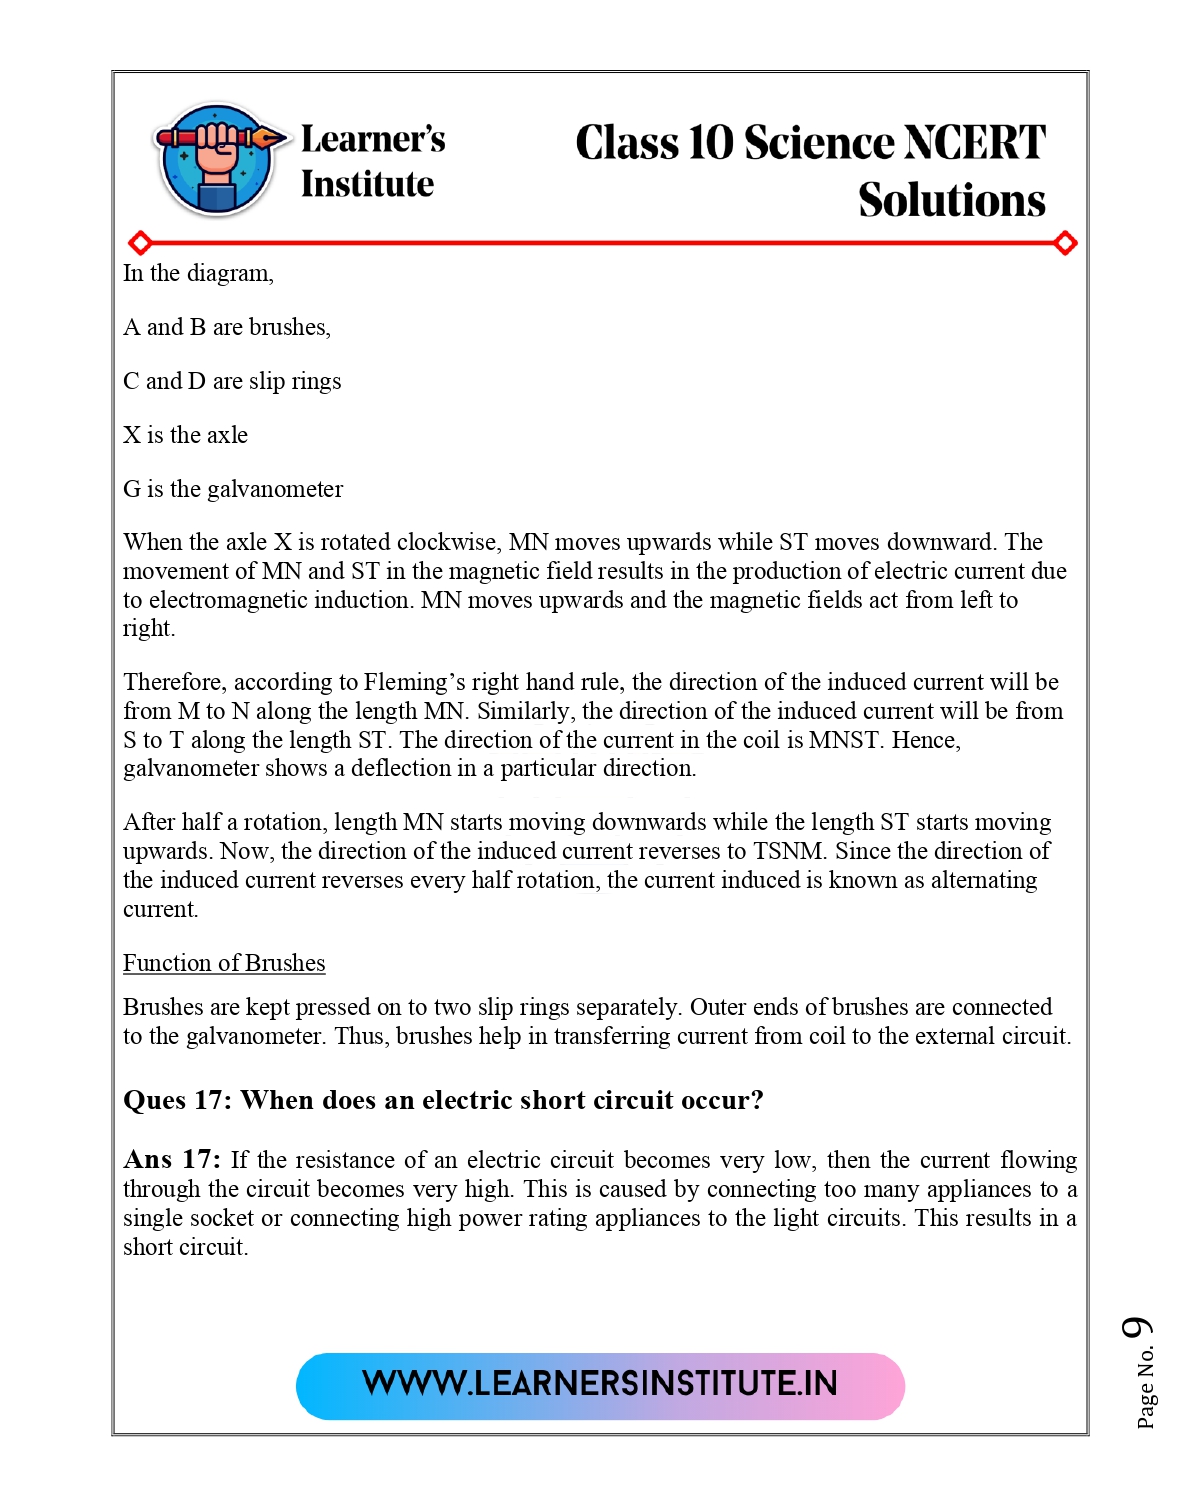 Learner's
Institute
Class 10 Science NCERT
Solutions
In the diagram,
A and B are brushes,
C and D are slip rings
X is the axle
G is the galvanometer
When the axle X is rotated clockwise, MN moves upwards while ST moves downward. The
movement of MN and ST in the magnetic field results in the production of electric current due
to electromagnetic induction. MN moves upwards and the magnetic fields act from left to
right.
Therefore, according to Fleming’s right hand rule, the direction of the induced current will be
from M to N along the length MN. Similarly, the direction of the induced current will be from
S to T along the length ST. The direction of the current in the coil is MNST. Hence,
galvanometer shows a deflection in a particular direction.
After half a rotation, length MN starts moving downwards while the length ST starts moving
upwards. Now, the direction of the induced current reverses to TSNM. Since the direction of
the induced current reverses every half rotation, the current induced is known as alternating
current.
Function of Brushes
Brushes are kept pressed on to two slip rings separately. Outer ends of brushes are connected
to the galvanometer. Thus, brushes help in transferring current from coil to the external circuit.
Ques 17: When does an electric short circuit occur?
Ans 17: If the resistance of an electric circuit becomes very low, then the current flowing
through the circuit becomes very high. This is caused by connecting too many appliances to a
single socket or connecting high power rating appliances to the light circuits. This results in a
short circuit.
WWW.LEARNERSINSTITUTE.IN
Page No. 9